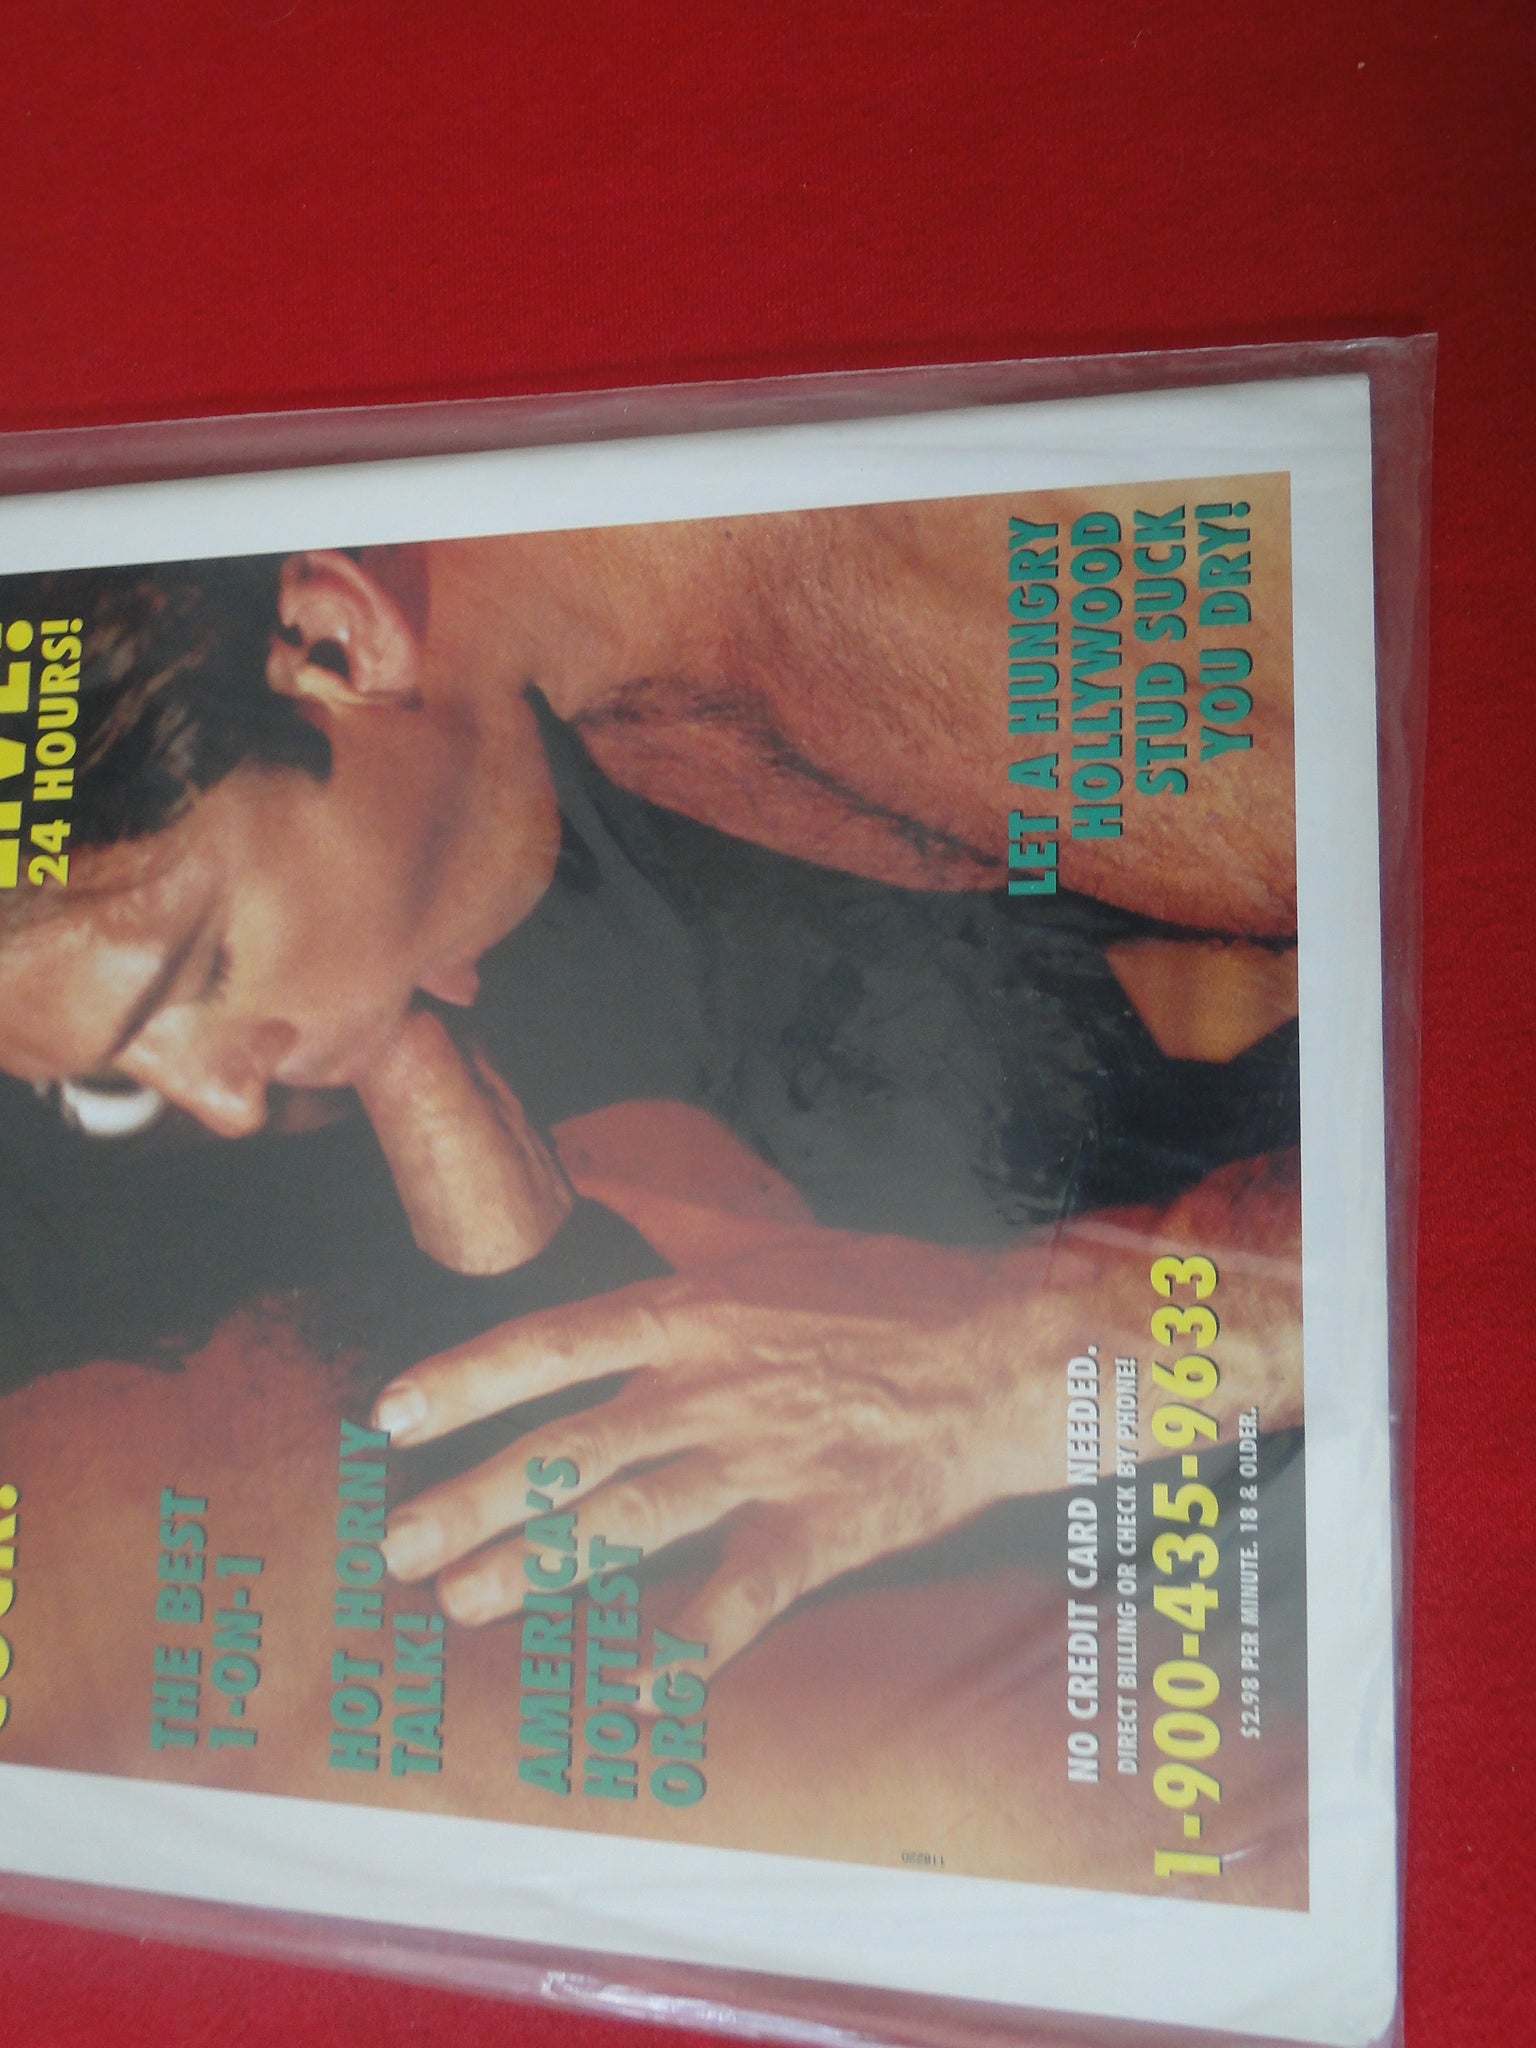 24 HOURS!
THE BEST
1-ON-1
HOT HORNY
TALK!
AMERICA'S
HOTTEST
ORGY
LET A HUNGRY
HOLLYWOOD
STUD SUCK
YOU DRY!
NO CREDIT CARD NEEDED.
DIRECT BILLING OR CHECK BY PHONE!
1-900-435-9633
$2.98 PER MINUTE. 18 & OLDER.
118220